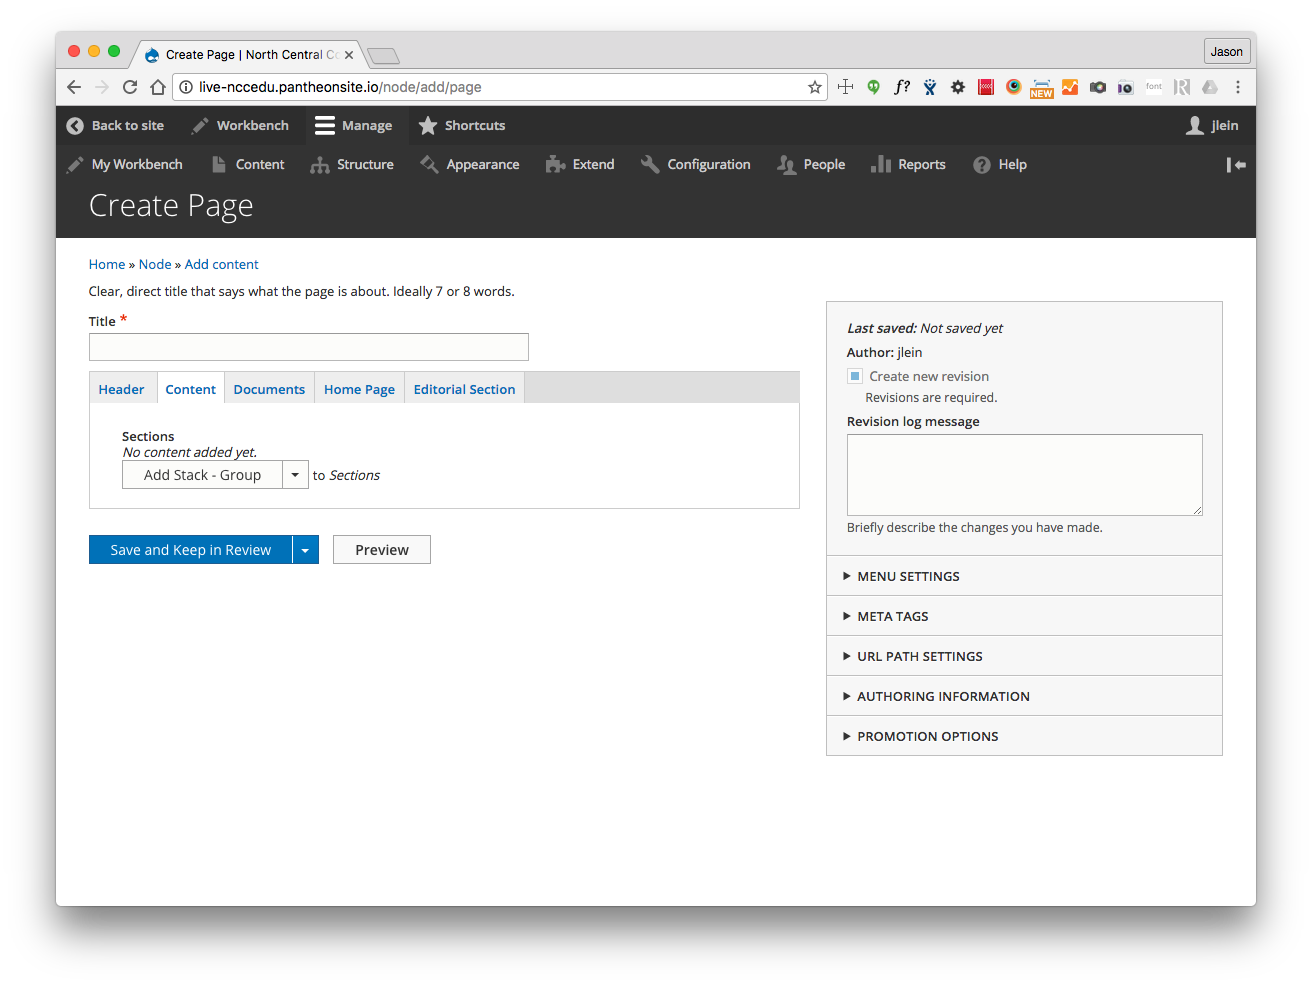 Create Page | North Central Co
Jason
live-nccedu.pantheonsite.io/node/add/page
f?
NEW
font
Back to site
Workbench
Manage
Shortcuts
jlein
My Workbench
Content
Structure
Appearance
Extend
Configuration
People
Reports
Help
Create Page
Home » Node » Add content
Clear, direct title that says what the page is about. Ideally 7 or 8 words.
Title *
Header
Content
Documents
Home Page
Editorial Section
Sections
No content added yet.
Add Stack - Group
to Sections
Save and Keep in Review
Preview
Last saved: Not saved yet
Author: jlein
Create new revision
Revisions are required.
Revision log message
Briefly describe the changes you have made.
MENU SETTINGS
META TAGS
URL PATH SETTINGS
AUTHORING INFORMATION
PROMOTION OPTIONS